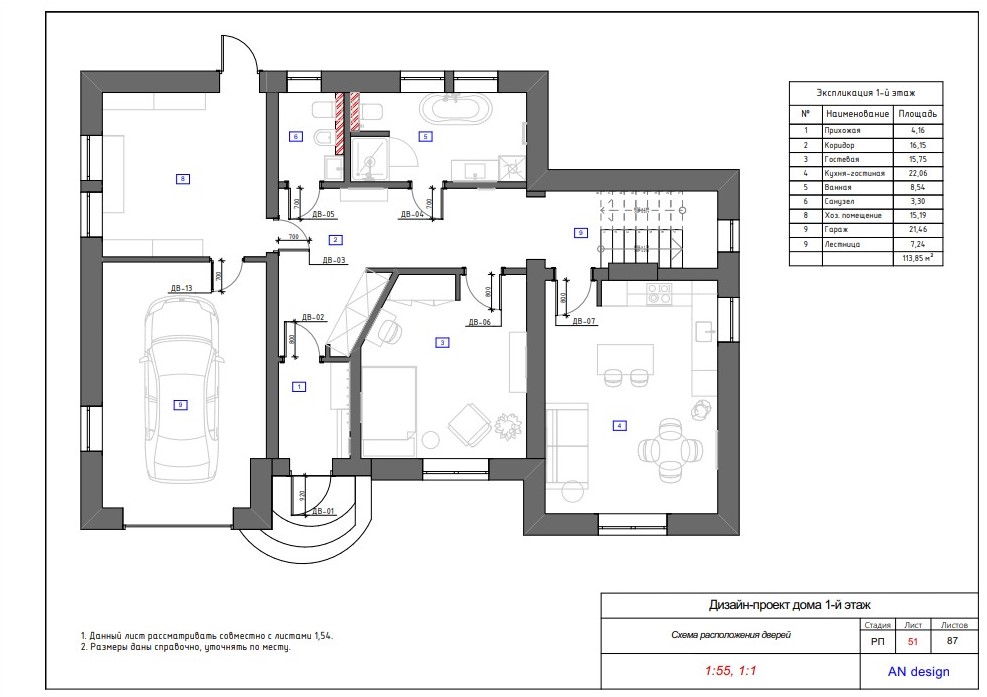 Экспликация 1-й этаж
№ Наименование Площадь
1 Прихожая 4,16
2 Коридор 16,15
3 Гостевая 15,75
4 Кухня-гостиная 22,06
5 Ванная 8,54
6 Санузел 3,30
8 Хоз. помещение 15,19
9 Гараж 21,46
9 Лестница 7,24
113,85 м²
6
5
8
700
ДВ-05
700
ДВ-04
9
700
2
ДВ-03
700
ДВ-13
800
ДВ-02
800
ДВ-06
800
ДВ-07
3
1
9
4
920
ДВ-01
1. Данный лист рассматривать совместно с листами 1,54.
2. Размеры даны справочно, уточнять по месту.
Дизайн-проект дома 1-й этаж
Схема расположения дверей
Стадия Лист Листов
РП 51 87
1:55, 1:1
AN design